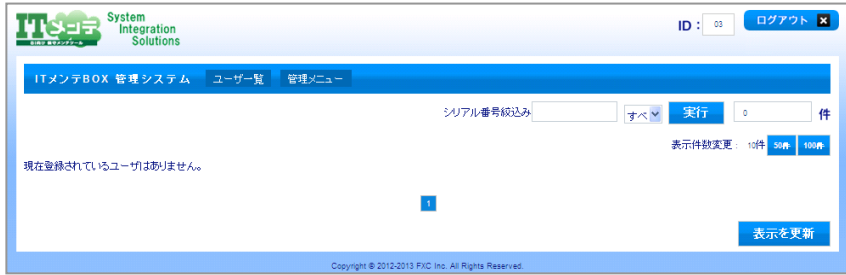 ITメンテ
System
Integration
Solutions
ID : 03 ログアウト
ITメンテBOX 管理システム ユーザ一覧 管理メニュー
シリアル番号絞込み すべ 実行 0 件
表示件数変更 : 10件 50件 100件
現在登録されているユーザはありません。
1
表示を更新
Copyright © 2012-2013 FXC Inc. All Rights Reserved.